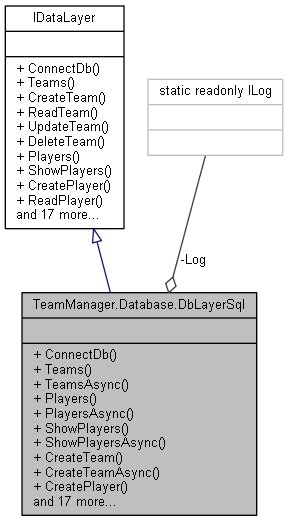 IDataLayer
+ ConnectDb()
+ Teams()
+ CreateTeam()
+ ReadTeam()
+ UpdateTeam()
+ DeleteTeam()
+ Players()
+ ShowPlayers()
+ CreatePlayer()
+ ReadPlayer()
and 17 more...
static readonly ILog
-Log
TeamManager.Database.DbLayerSql
+ ConnectDb()
+ Teams()
+ TeamsAsync()
+ Players()
+ PlayersAsync()
+ ShowPlayers()
+ ShowPlayersAsync()
+ CreateTeam()
+ CreateTeamAsync()
+ CreatePlayer()
and 17 more...